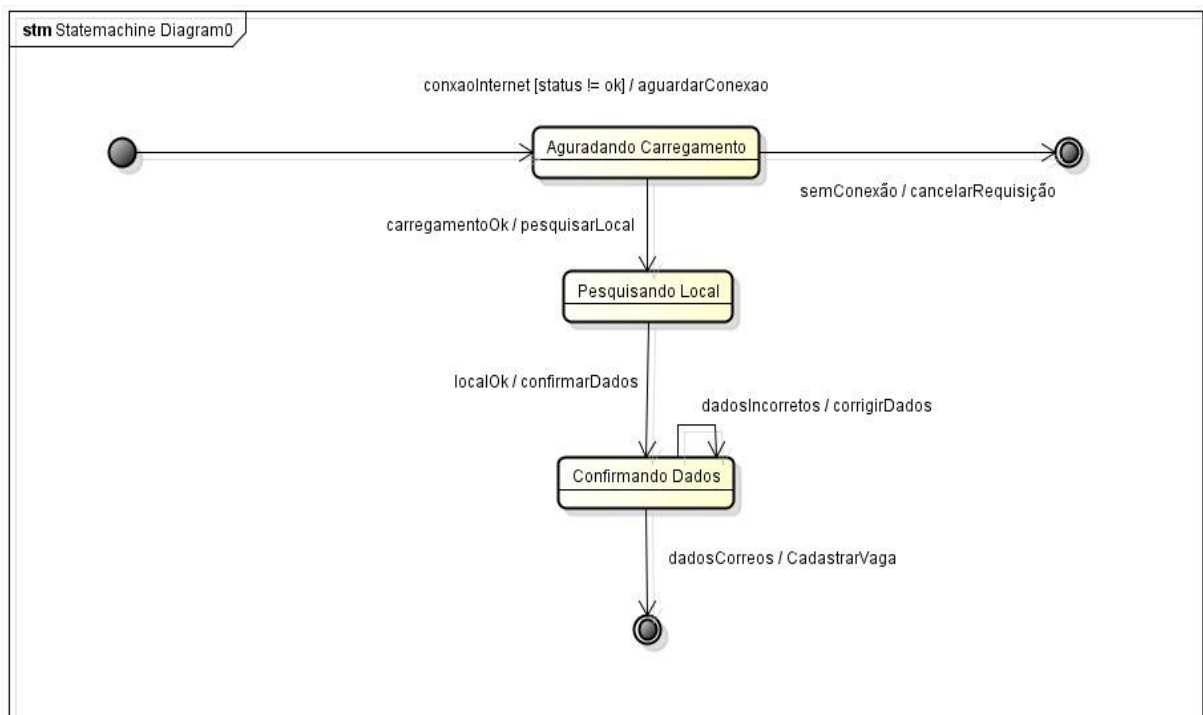 stm Statemachine Diagram0
conxaoInternet [status != ok] / aguardarConexao
Aguradando Carregamento
semConexão / cancelarRequisição
carregamentoOk / pesquisarLocal
Pesquisando Local
localOk / confirmarDados
dadosIncorretos / corrigirDados
Confirmando Dados
dadosCorreos / CadastrarVaga